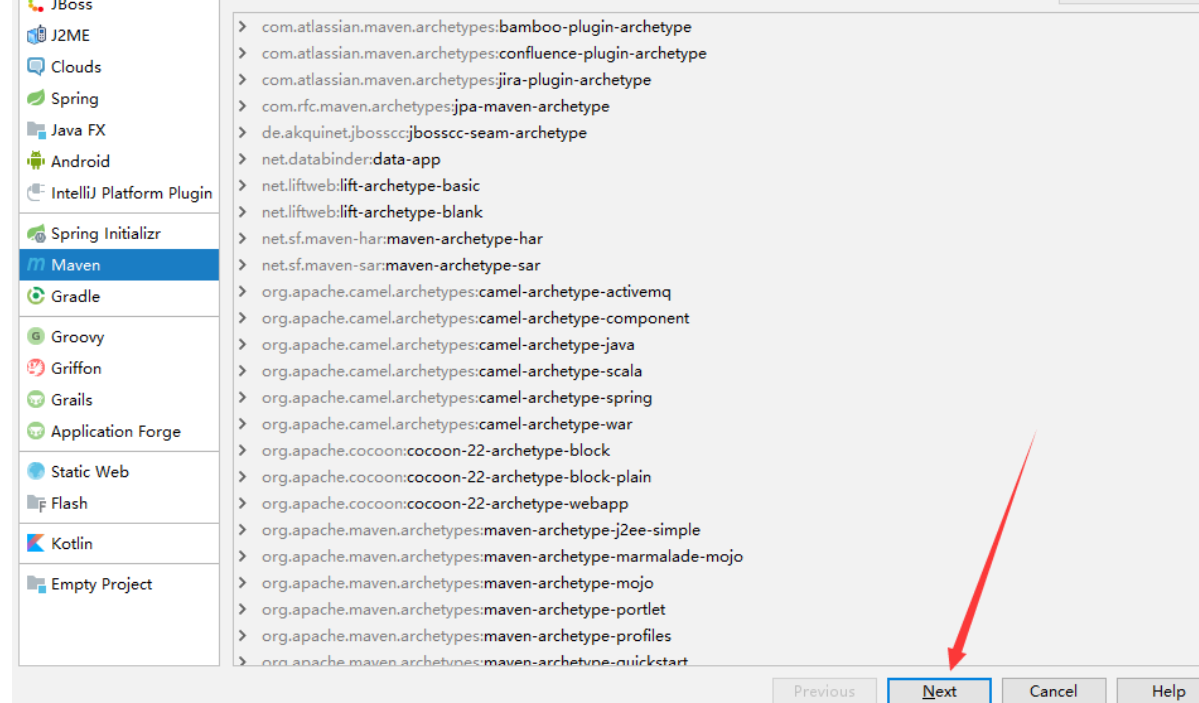 JBoss
J2ME
Clouds
Spring
Java FX
Android
IntelliJ Platform Plugin
Spring Initializr
Maven
Gradle
Groovy
Griffon
Grails
Application Forge
Static Web
Flash
Kotlin
Empty Project
com.atlassian.maven.archetypes:bamboo-plugin-archetype
com.atlassian.maven.archetypes:confluence-plugin-archetype
com.atlassian.maven.archetypes:jira-plugin-archetype
com.rfc.maven.archetypes:jpa-maven-archetype
de.akquinet.jbosscc:jbosscc-seam-archetype
net.databinder:data-app
net.liftweb:lift-archetype-basic
net.liftweb:lift-archetype-blank
net.sf.maven-har:maven-archetype-har
net.sf.maven-sar:maven-archetype-sar
org.apache.camel.archetypes:camel-archetype-activemq
org.apache.camel.archetypes:camel-archetype-component
org.apache.camel.archetypes:camel-archetype-java
org.apache.camel.archetypes:camel-archetype-scala
org.apache.camel.archetypes:camel-archetype-spring
org.apache.camel.archetypes:camel-archetype-war
org.apache.cocoon:cocoon-22-archetype-block
org.apache.cocoon:cocoon-22-archetype-block-plain
org.apache.cocoon:cocoon-22-archetype-webapp
org.apache.maven.archetypes:maven-archetype-j2ee-simple
org.apache.maven.archetypes:maven-archetype-marmalade-mojo
org.apache.maven.archetypes:maven-archetype-mojo
org.apache.maven.archetypes:maven-archetype-portlet
org.apache.maven.archetypes:maven-archetype-profiles
org.apache.maven.archetypes:maven-archetype-quickstart
Previous Next Cancel Help